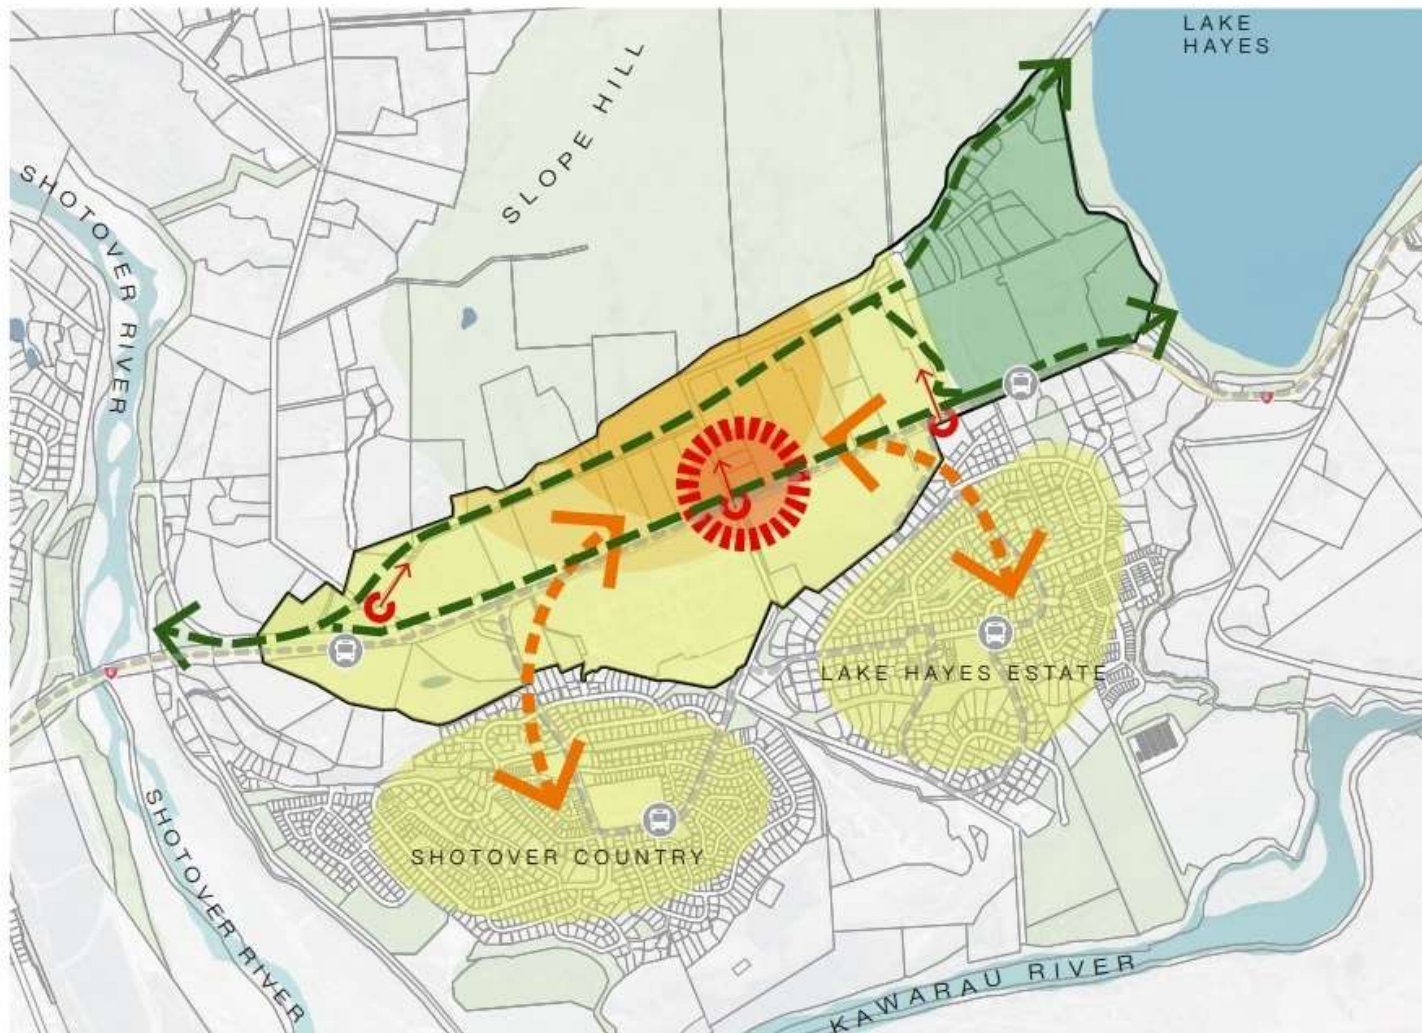 LAKE
HAYES
SLOPE HILL
SHOTOVER RIVER
LAKE HAYES ESTATE
SHOTOVER COUNTRY
SHOTOVER RIVER
KAWARAU RIVER